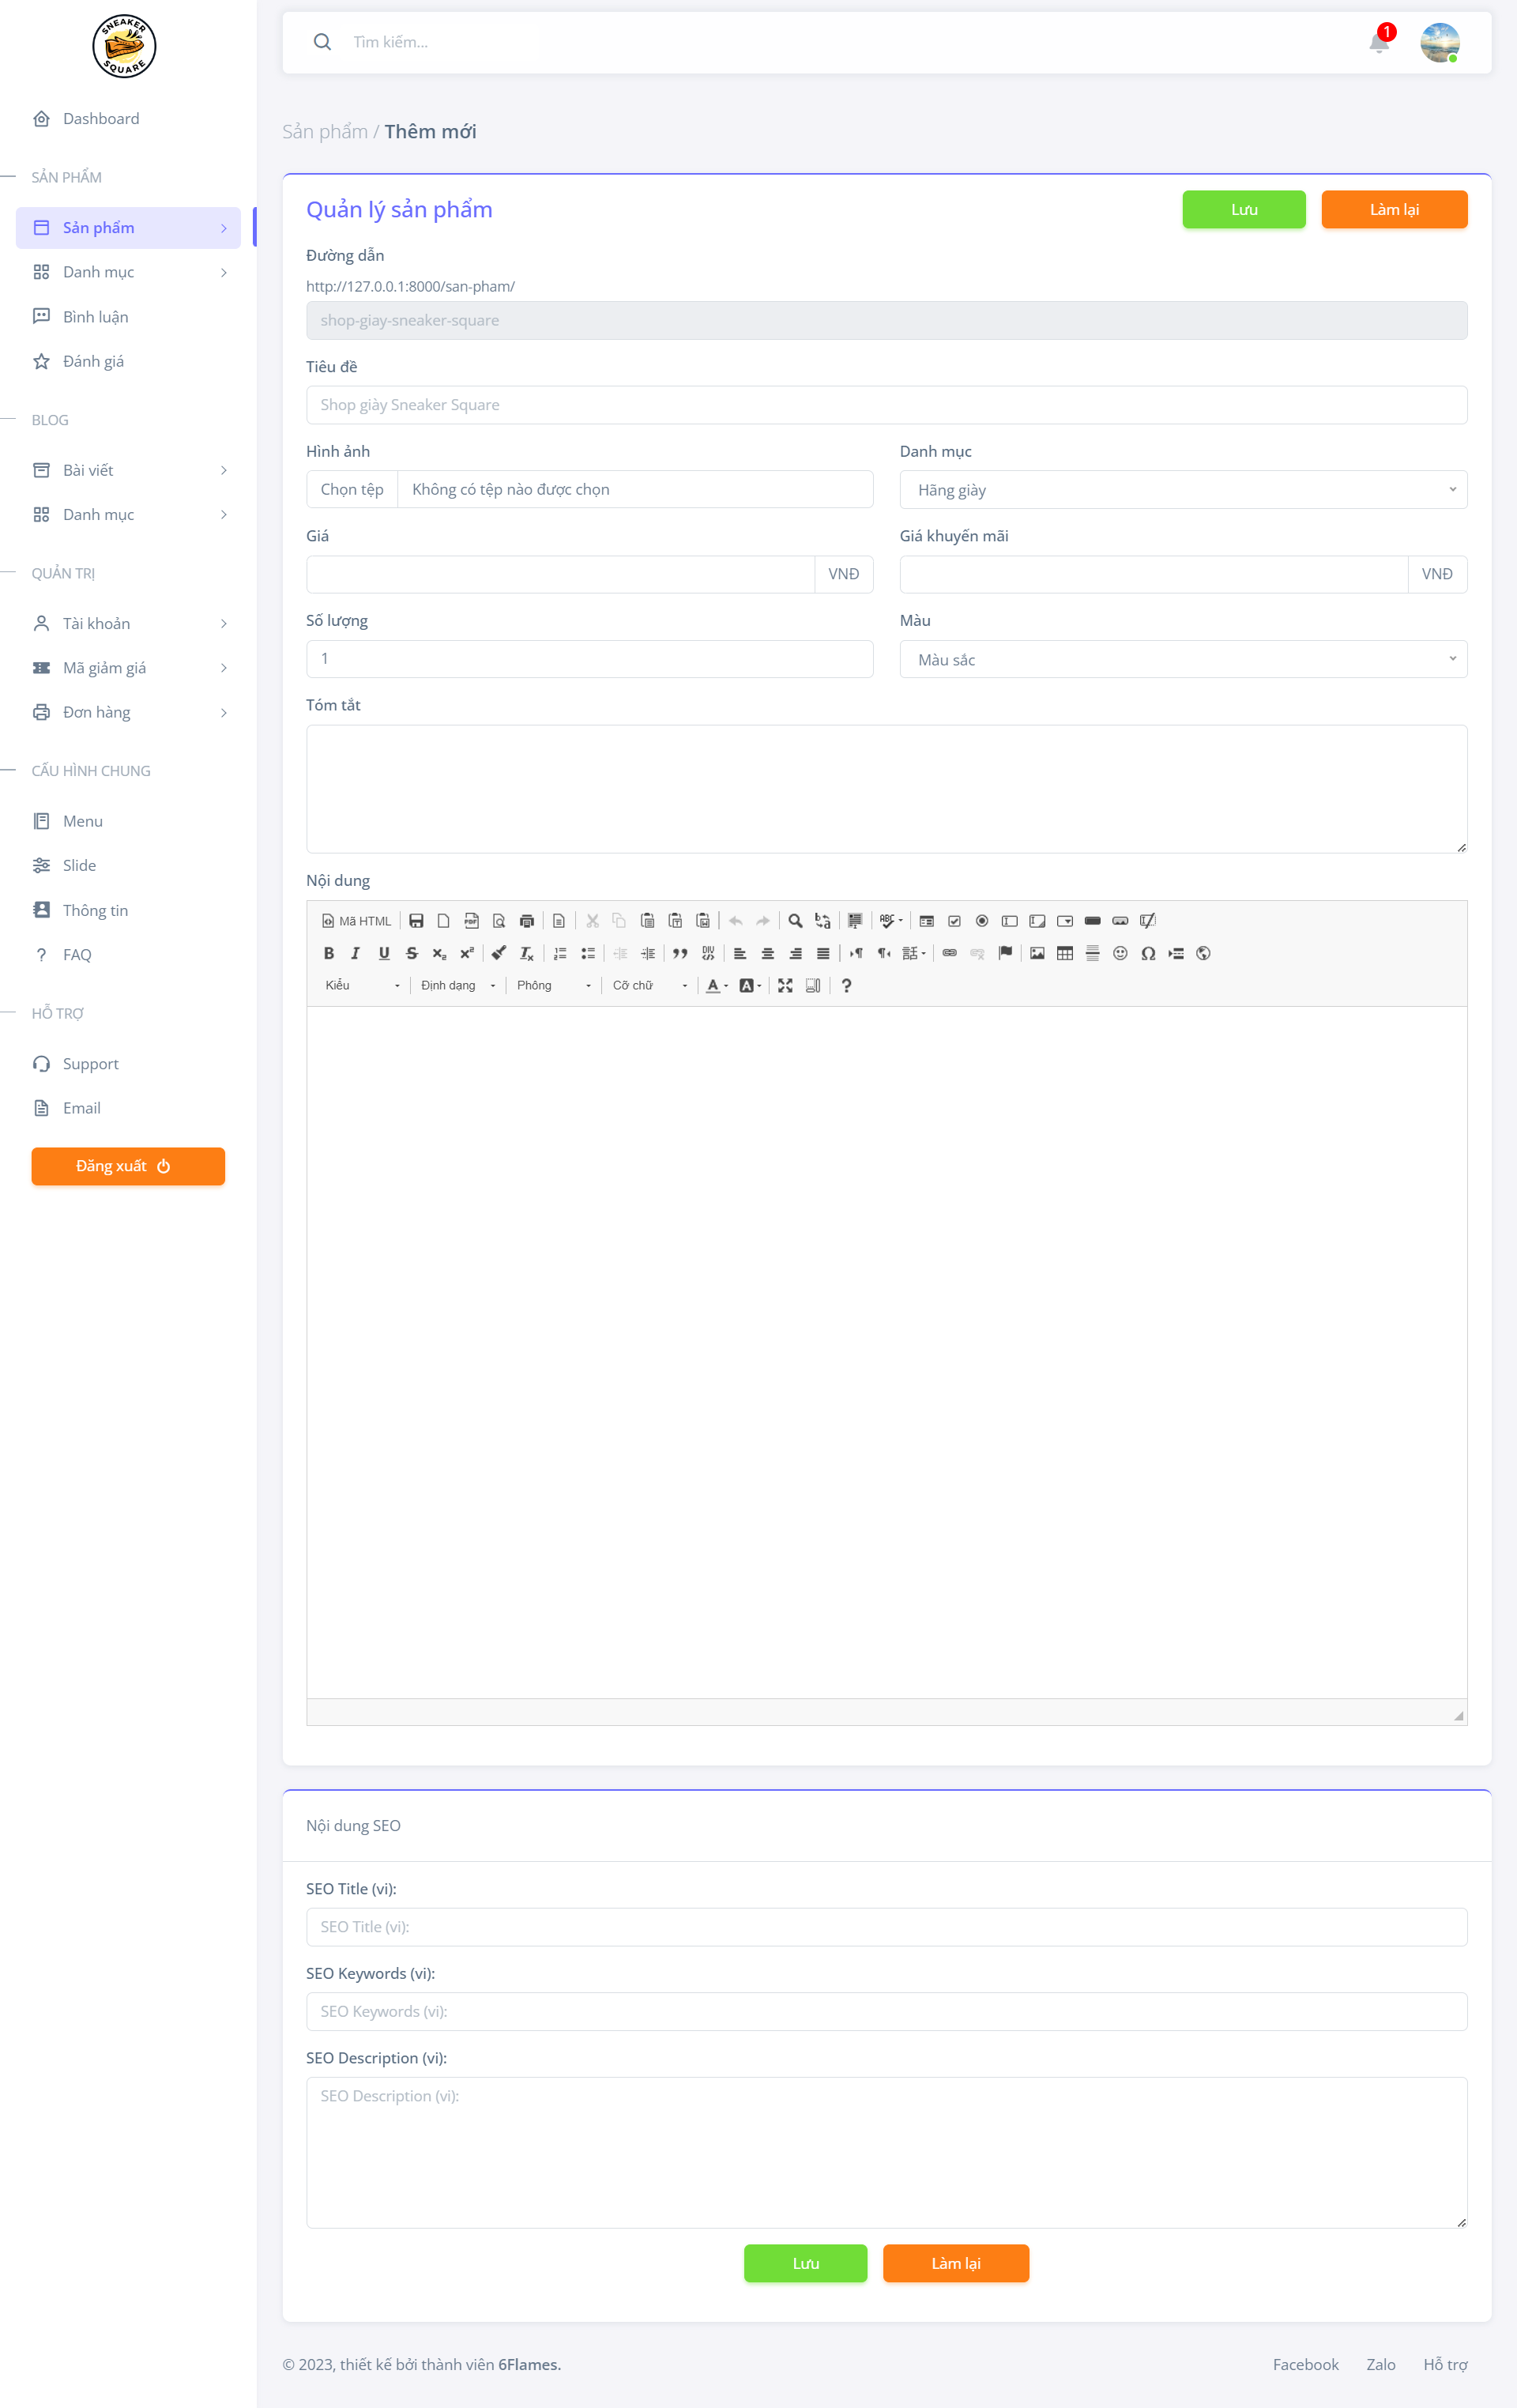 SNEAKER
SQUARE
Tìm kiếm...
1
Dashboard
SẢN PHẨM
Sản phẩm
Danh mục
Bình luận
Đánh giá
BLOG
Bài viết
Danh mục
QUẢN TRỊ
Tài khoản
Mã giảm giá
Đơn hàng
CẤU HÌNH CHUNG
Menu
Slide
Thông tin
FAQ
HỖ TRỢ
Support
Email
Đăng xuất
Sản phẩm / Thêm mới
Quản lý sản phẩm
Lưu
Làm lại
Đường dẫn
http://127.0.0.1:8000/san-pham/
shop-giay-sneaker-square
Tiêu đề
Shop giày Sneaker Square
Hình ảnh
Danh mục
Chọn tệp Không có tệp nào được chọn
Hãng giày
Giá
Giá khuyến mãi
VNĐ
VNĐ
Số lượng
Màu
1
Màu sắc
Tóm tắt
Nội dung
Mã HTML
Kiểu Định dạng Phông Cỡ chữ
Nội dung SEO
SEO Title (vi):
SEO Title (vi):
SEO Keywords (vi):
SEO Keywords (vi):
SEO Description (vi):
SEO Description (vi):
Lưu
Làm lại
© 2023, thiết kế bởi thành viên 6Flames.
Facebook Zalo Hỗ trợ